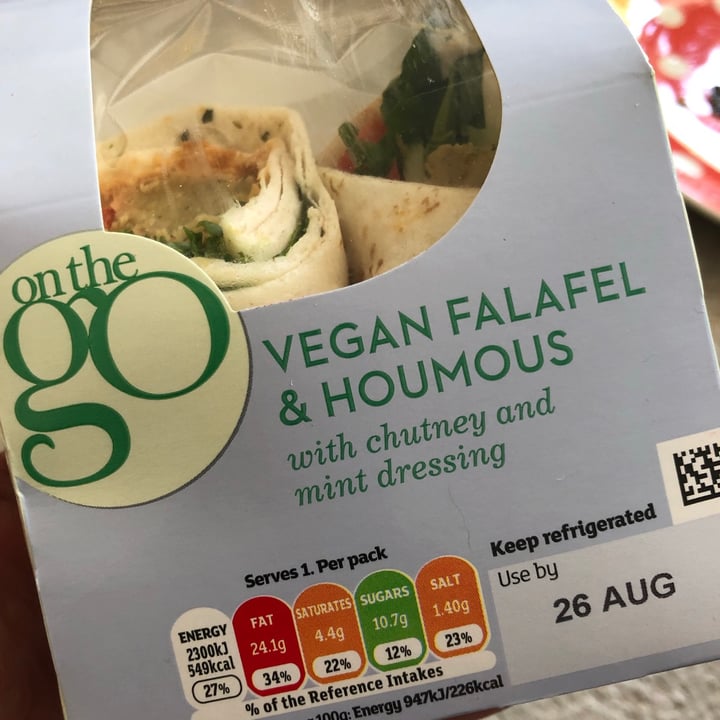 on the
go
VEGAN FALAFEL
& HOUMOUS
with chutney and
mint dressing
Keep refrigerated
Use by
26 AUG
Serves 1. Per pack
ENERGY
2300kJ
549kcal
27%
FAT
24.1g
34%
SATURATES
4.4g
22%
SUGARS
10.7g
12%
SALT
1.40g
23%
% of the Reference Intakes
100g: Energy 947kJ/226kcal